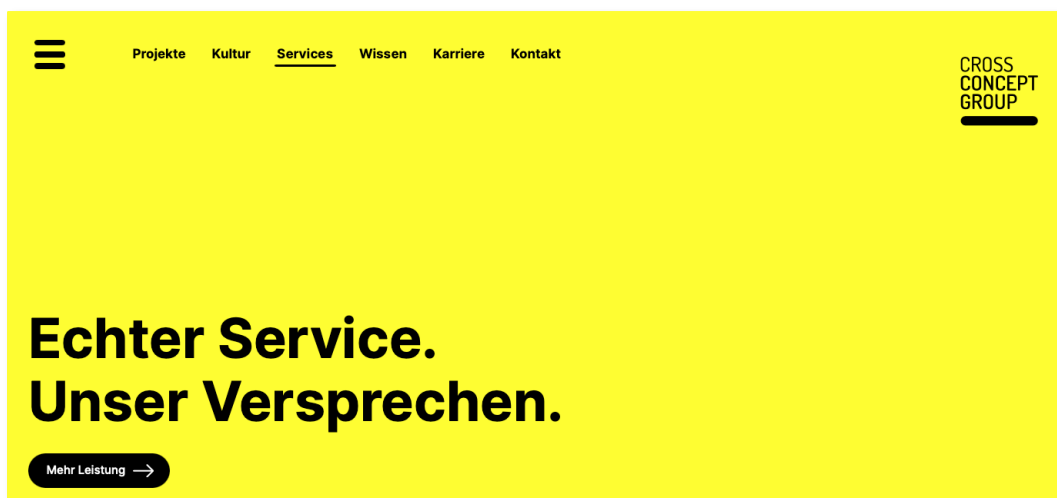 Projekte Kultur Services Wissen Karriere Kontakt
CROSS
CONCEPT
GROUP
Echter Service.
Unser Versprechen.
Mehr Leistung